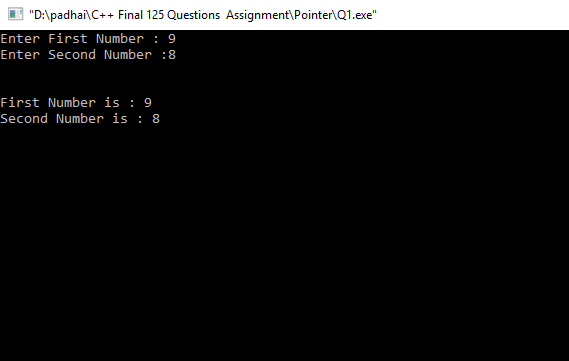 "D:\padhai\C++ Final 125 Questions  Assignment\Pointer\Q1.exe"
Enter First Number : 9
Enter Second Number :8
First Number is : 9
Second Number is : 8